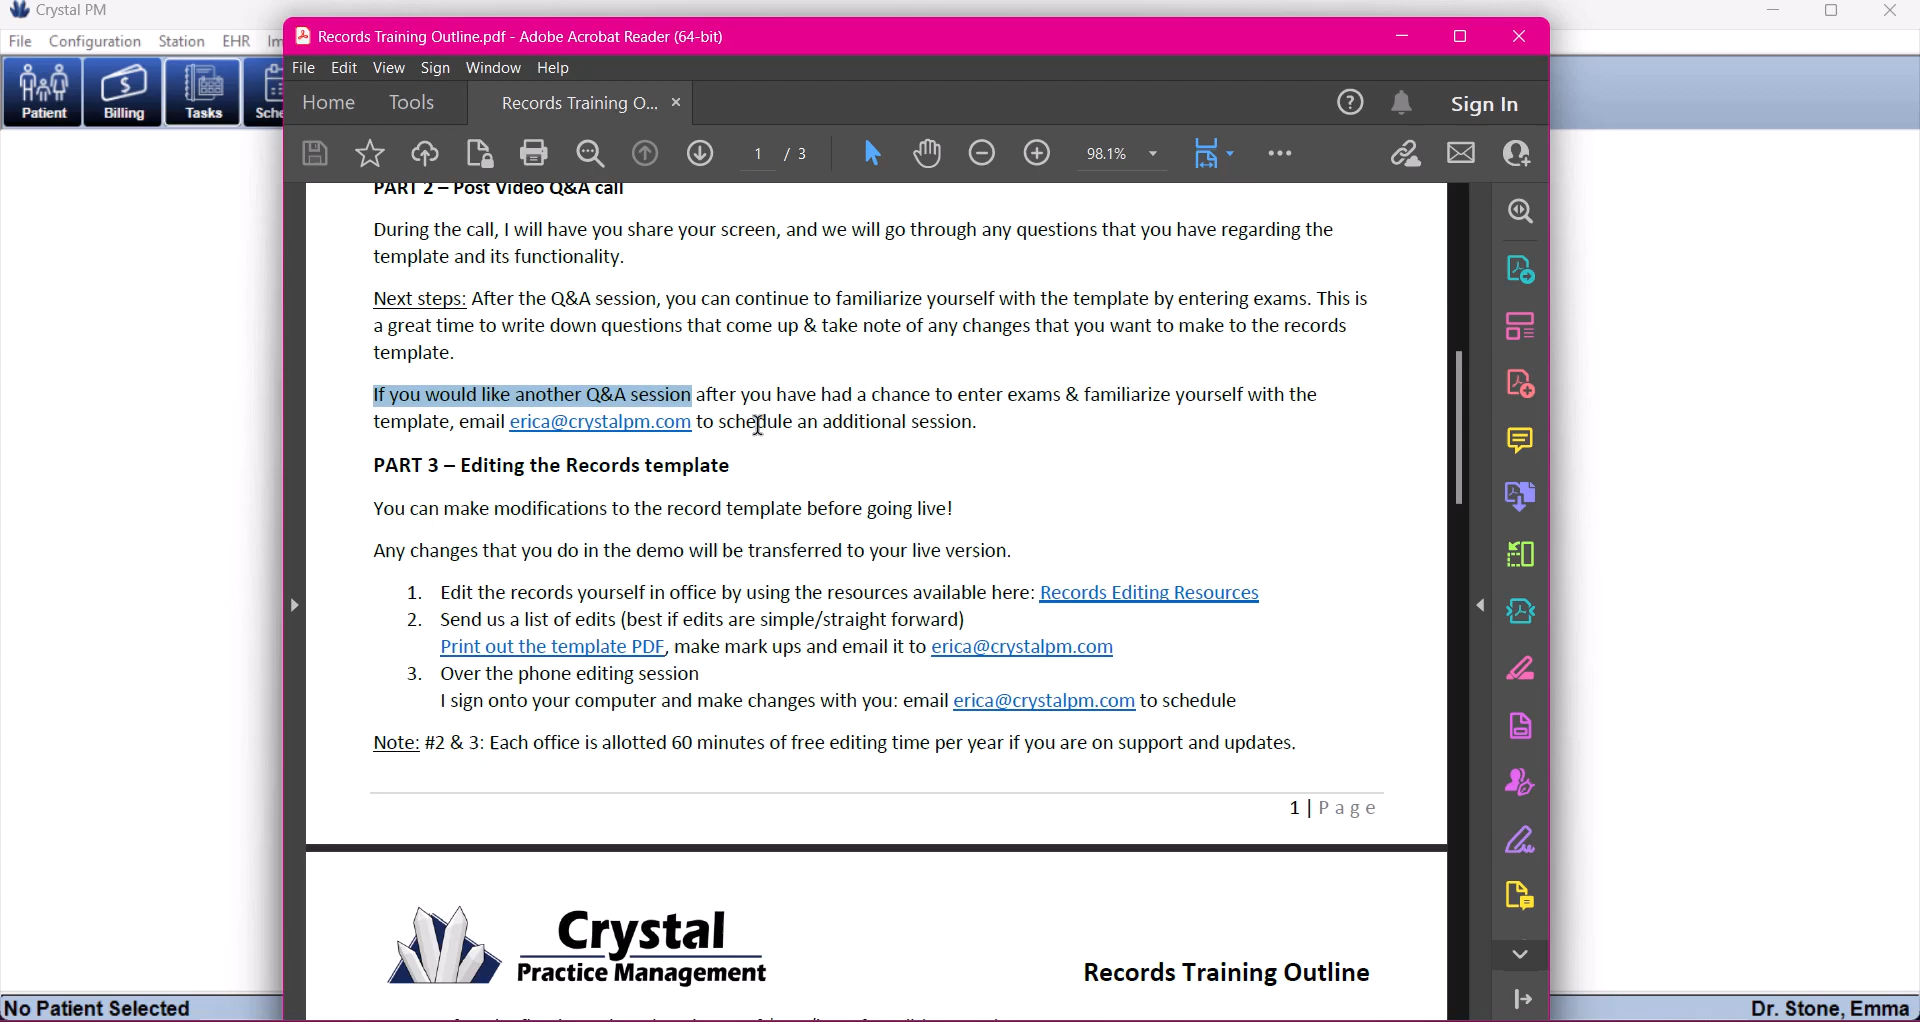 Crystal PM
File Configuration Station EHR Im
Patient
Billing
Tasks
Sche
Records Training Outline.pdf - Adobe Acrobat Reader (64-bit)
File Edit View Sign Window Help
Home Tools Records Training O... × Sign In
1 / 3 98.1%
PART 2 – Post Video Q&A call
During the call, I will have you share your screen, and we will go through any questions that you have regarding the
template and its functionality.
Next steps: After the Q&A session, you can continue to familiarize yourself with the template by entering exams. This is
a great time to write down questions that come up & take note of any changes that you want to make to the records
template.
If you would like another Q&A session after you have had a chance to enter exams & familiarize yourself with the
template, email erica@crystalpm.com to schedule an additional session.
PART 3 – Editing the Records template
You can make modifications to the record template before going live!
Any changes that you do in the demo will be transferred to your live version.
1. Edit the records yourself in office by using the resources available here: Records Editing Resources
2. Send us a list of edits (best if edits are simple/straight forward)
Print out the template PDF, make mark ups and email it to erica@crystalpm.com
3. Over the phone editing session
I sign onto your computer and make changes with you: email erica@crystalpm.com to schedule
Note: #2 & 3: Each office is allotted 60 minutes of free editing time per year if you are on support and updates.
1 | Page
Crystal
Practice Management
Records Training Outline
No Patient Selected
Dr. Stone, Emma